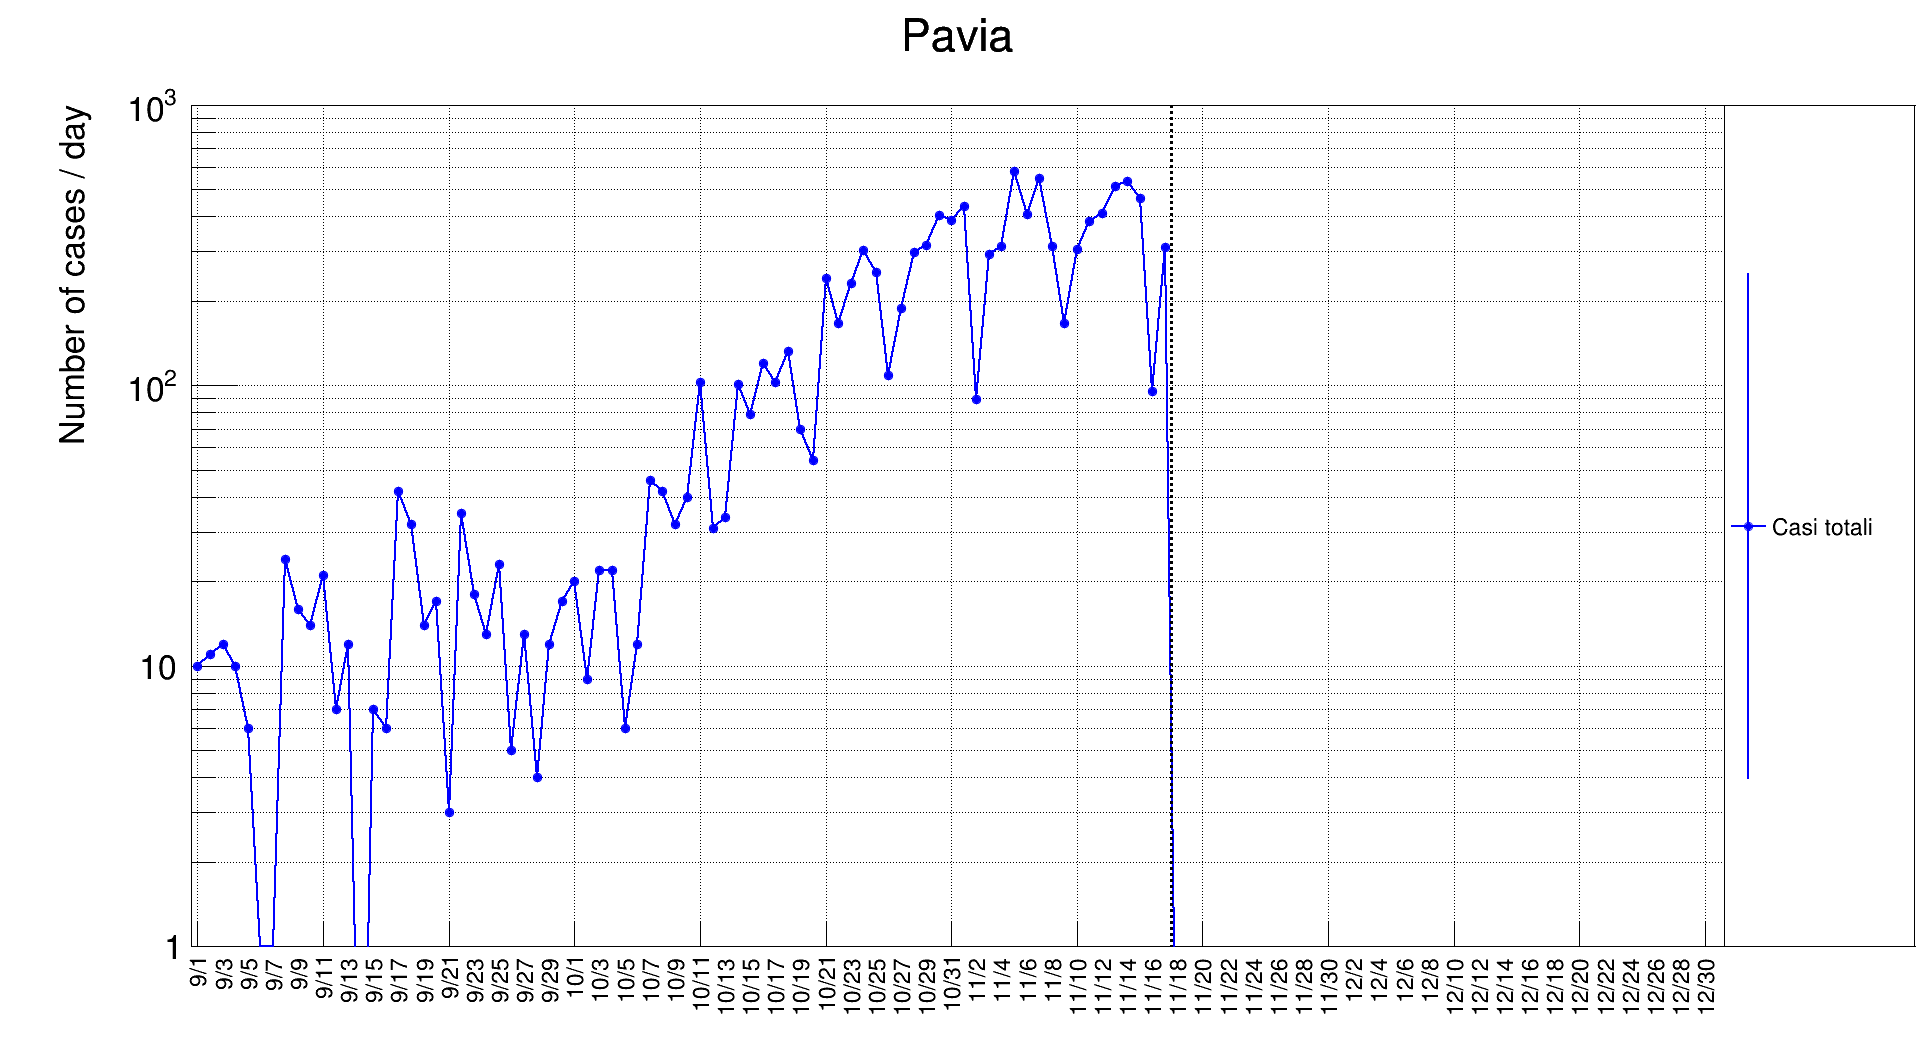 Pavia
Number of cases / day
10³
10²
10
1
9/1 9/3 9/5 9/7 9/9 9/11 9/13 9/15 9/17 9/19 9/21 9/23 9/25 9/27 9/29 10/1 10/3 10/5 10/7 10/9 10/11 10/13 10/15 10/17 10/19 10/21 10/23 10/25 10/27 10/29 10/31 11/2 11/4 11/6 11/8 11/10 11/12 11/14 11/16 11/18 11/20 11/22 11/24 11/26 11/28 11/30 12/2 12/4 12/6 12/8 12/10 12/12 12/14 12/16 12/18 12/20 12/22 12/24 12/26 12/28 12/30
Casi totali